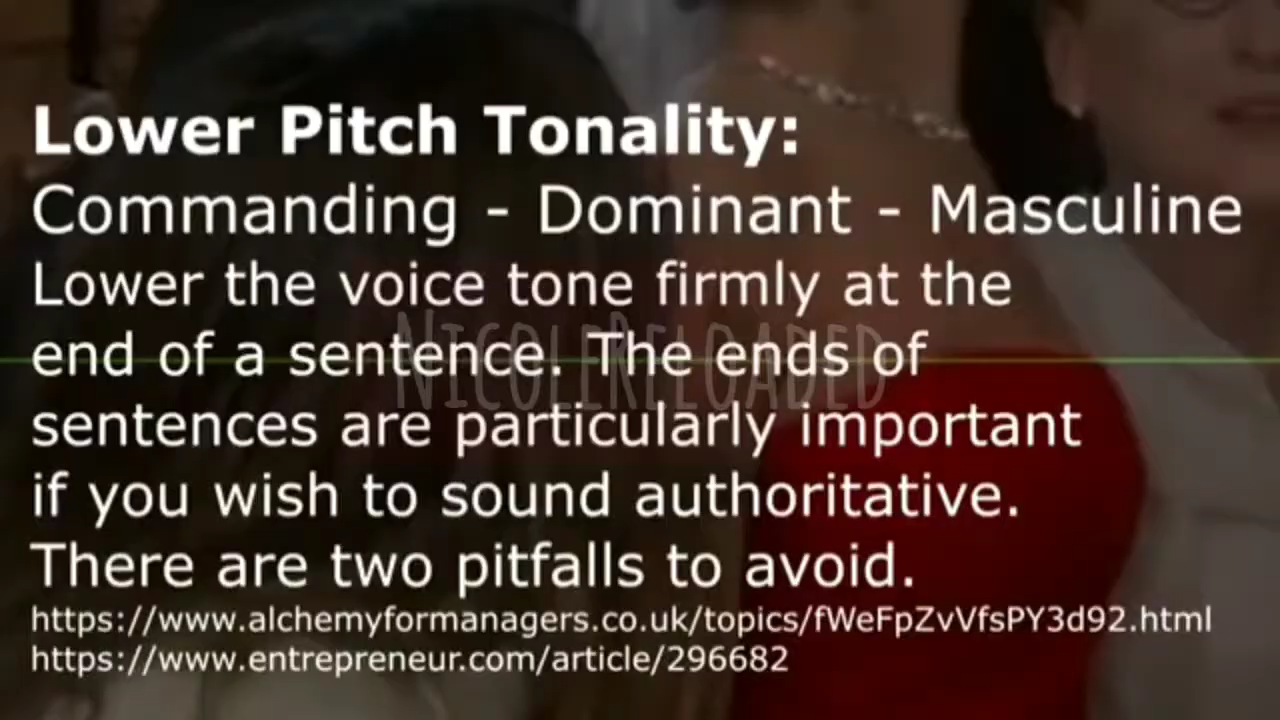 Lower Pitch Tonality:
Commanding - Dominant - Masculine
Lower the voice tone firmly at the
end of a sentence. The ends of
NICOLERELOADED
sentences are particularly important
if you wish to sound authoritative.
There are two pitfalls to avoid.
https://www.alchemyformanagers.co.uk/topics/fWeFpZvVfsPY3d92.html
https://www.entrepreneur.com/article/296682